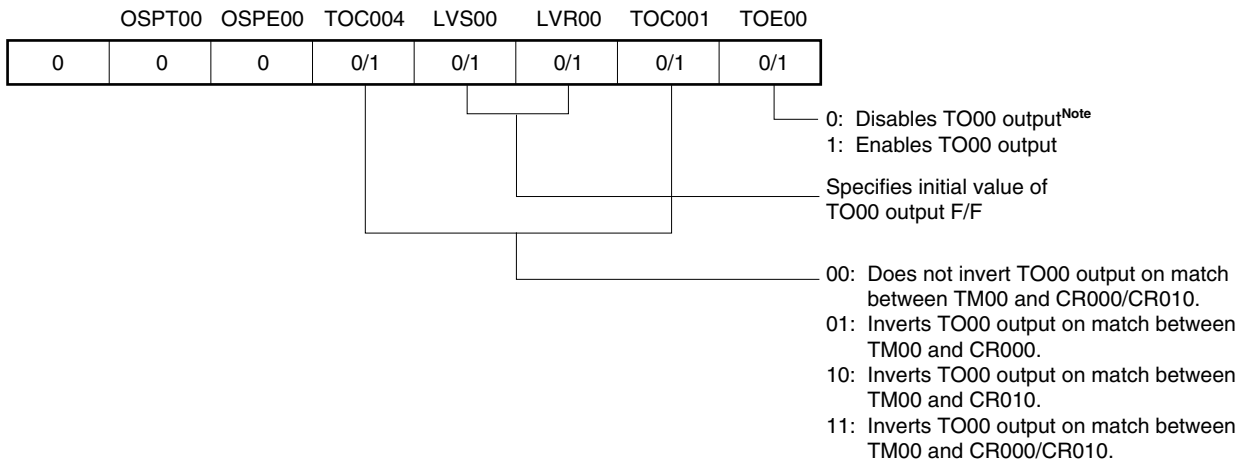 OSPT00 OSPE00 TOC004 LVS00 LVR00 TOC001 TOE00
0 0 0 0/1 0/1 0/1 0/1 0/1
0: Disables TO00 outputNote
1: Enables TO00 output
Specifies initial value of
TO00 output F/F
00: Does not invert TO00 output on match
between TM00 and CR000/CR010.
01: Inverts TO00 output on match between
TM00 and CR000.
10: Inverts TO00 output on match between
TM00 and CR010.
11: Inverts TO00 output on match between
TM00 and CR000/CR010.